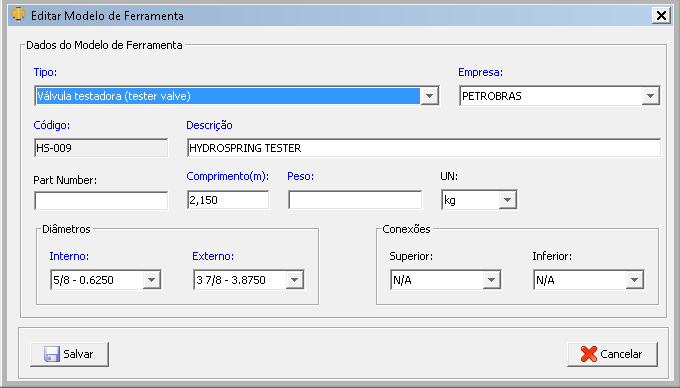 Editar Modelo de Ferramenta
Dados do Modelo de Ferramenta
Tipo: Empresa:
Válvula testadora (tester valve) PETROBRAS
Código: Descrição
HS-009 HYDROSPRING TESTER
Part Number: Comprimento(m): Peso: UN:
2,150 kg
Diâmetros Conexões
Interno: Externo: Superior: Inferior:
5/8 - 0.6250 3 7/8 - 3.8750 N/A N/A
Salvar Cancelar